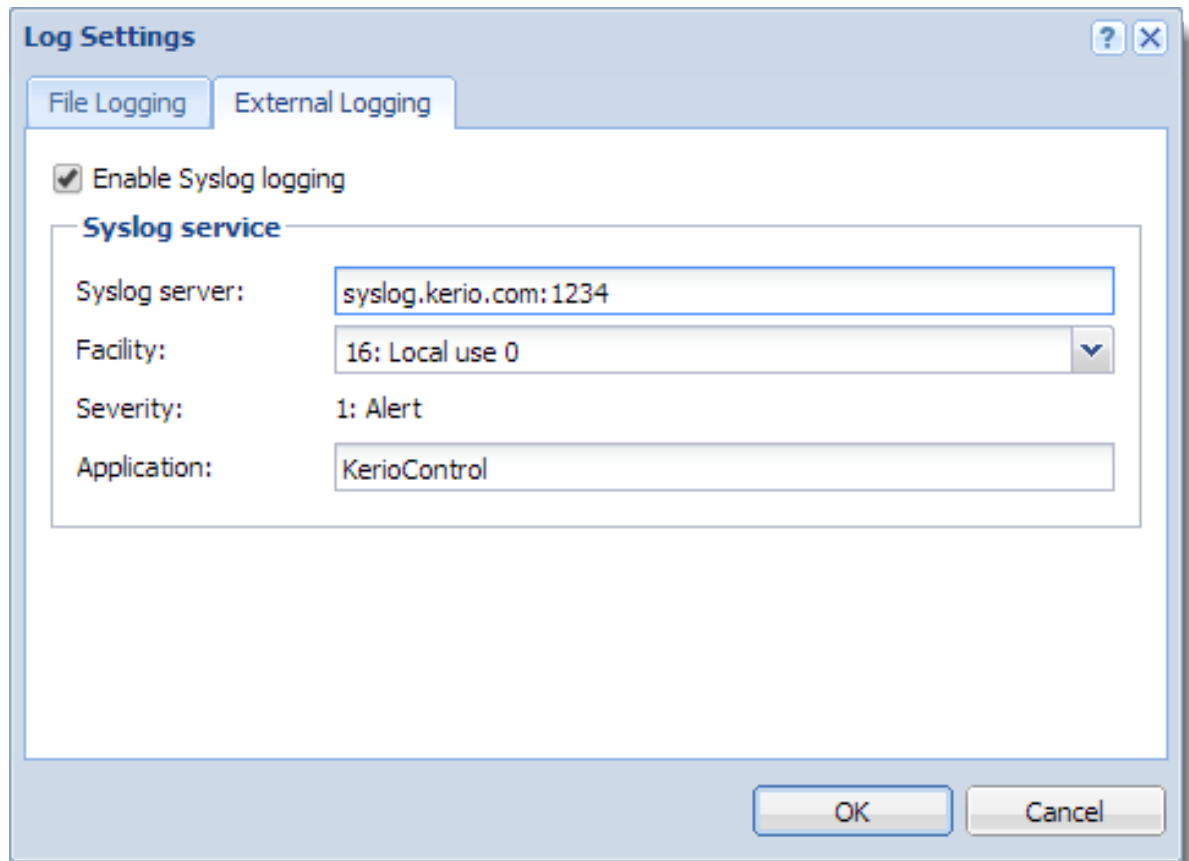 Log Settings
File Logging External Logging
Enable Syslog logging
Syslog service
Syslog server: syslog.kerio.com:1234
Facility: 16: Local use 0
Severity: 1: Alert
Application: KerioControl
OK Cancel